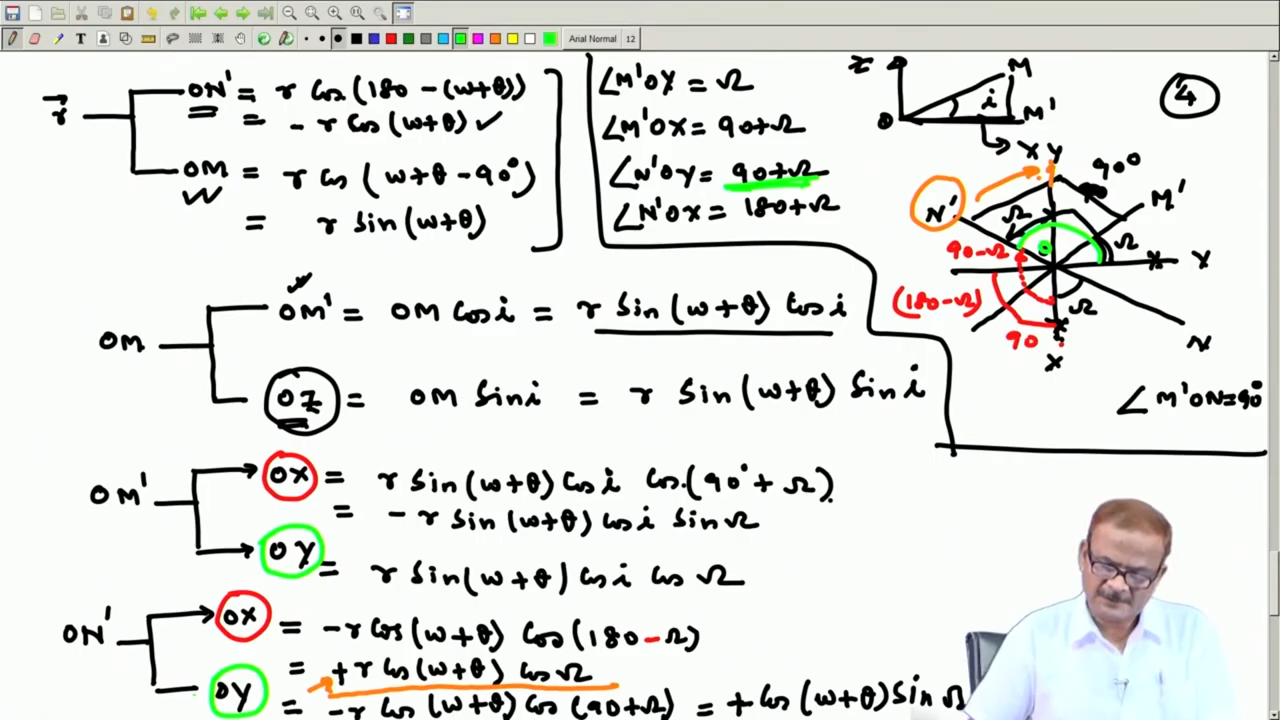 Arial Normal 12
r⃗ ON' = r Cos(180 - (ω+θ))
= - r Cos (ω+θ) ✓
OM = r cos (ω+θ - 90°)
= r sin (ω+θ)
∠M'OY = Ω
∠M'OX = 90+Ω
∠N'OY = 90+Ω
∠N'OX = 180+Ω
Z M
i
O M'
X Y
4
90°
N' M'
Ω
Ω
90-Ω θ Y
(180-Ω) Ω
90
X N
∠M'ON=90°
OM OM' = OM Cos i = r Sin (ω+θ) Cos i
OZ = OM Sin i = r Sin (ω+θ) Sin i
OM' OX = r Sin (ω+θ) Cos i Cos.(90°+Ω)
= - r Sin (ω+θ) cos i sin Ω
OY = r Sin(ω+θ) Cos i Cos Ω
ON' OX = -r Cos (ω+θ) Cos (180-Ω)
= +r Cos (ω+θ) Cos Ω
OY = -r Cos (ω+θ) Cos (90+Ω) = +Cos (ω+θ) Sin Ω